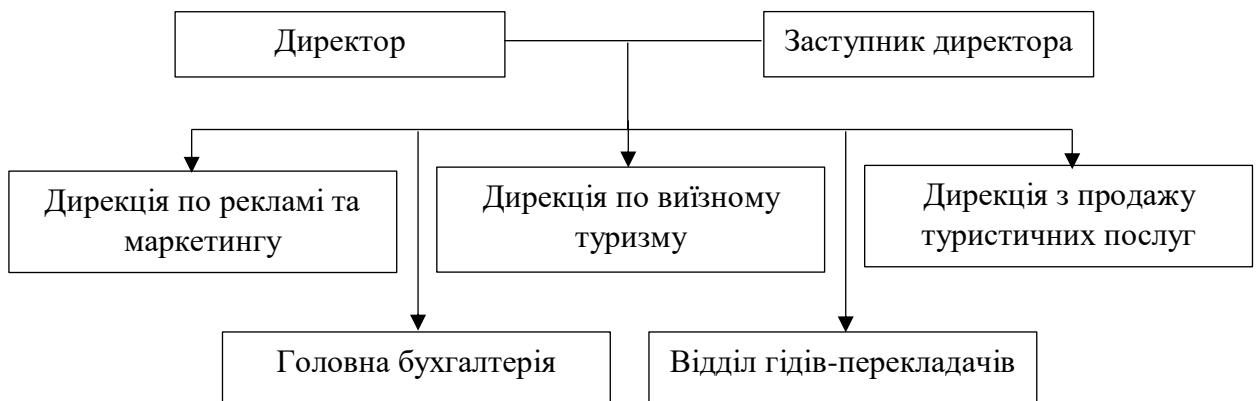 Директор
Заступник директора
Дирекція по рекламі та
маркетингу
Дирекція по виїзному
туризму
Дирекція з продажу
туристичних послуг
Головна бухгалтерія
Відділ гідів-перекладачів